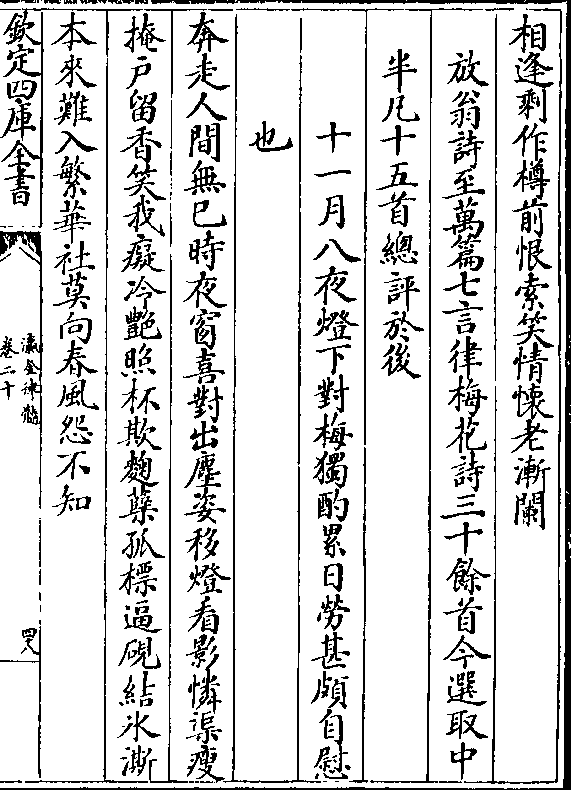 相逢剩作樽前恨索笑情懷老漸闌
放翁詩至萬篇七言律梅花詩三十餘首今選取中
半凡十五首總評於後
十一月八夜燈下對梅獨酌累日勞甚頗自慰
也
奔走人間無已時夜窗喜對出塵姿移燈看影憐渠瘦
掩戶留香笑我癡冷艷照杯欺麴蘖孤標逼硯結冰澌
本來難入繁華社莫向春風怨不知
欽定四庫全書
瀛奎律髓
卷二十
四八